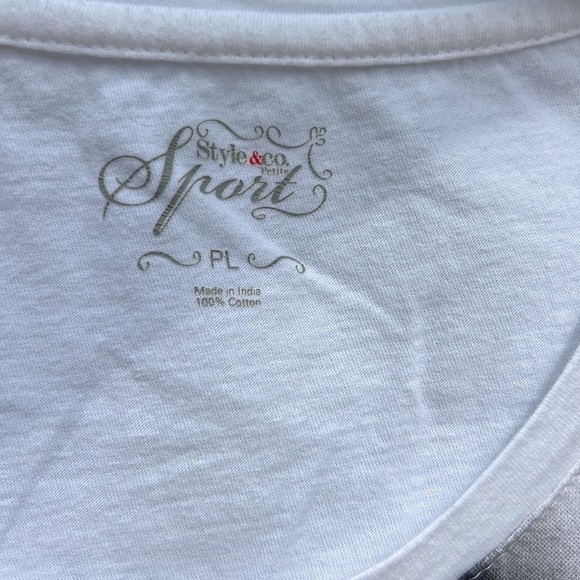 Style &co.
Petite
Sport
PL
Made in India
100% Cotton